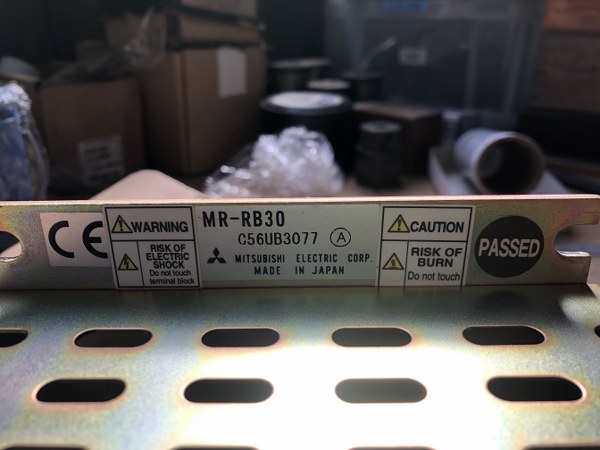 CE
WARNING
RISK OF
ELECTRIC
SHOCK
Do not touch
terminal block
MR-RB30
C56UB3077 A
MITSUBISHI ELECTRIC CORP.
MADE IN JAPAN
CAUTION
RISK OF
BURN
Do not touch
PASSED